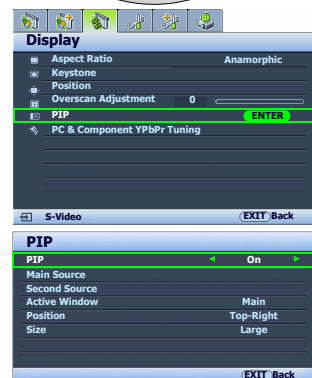 Display
Aspect Ratio Anamorphic
Keystone
Position
Overscan Adjustment 0
PIP ENTER
PC & Component YPbPr Tuning
S-Video EXIT Back
PIP
PIP On
Main Source
Second Source
Active Window Main
Position Top-Right
Size Large
EXIT Back